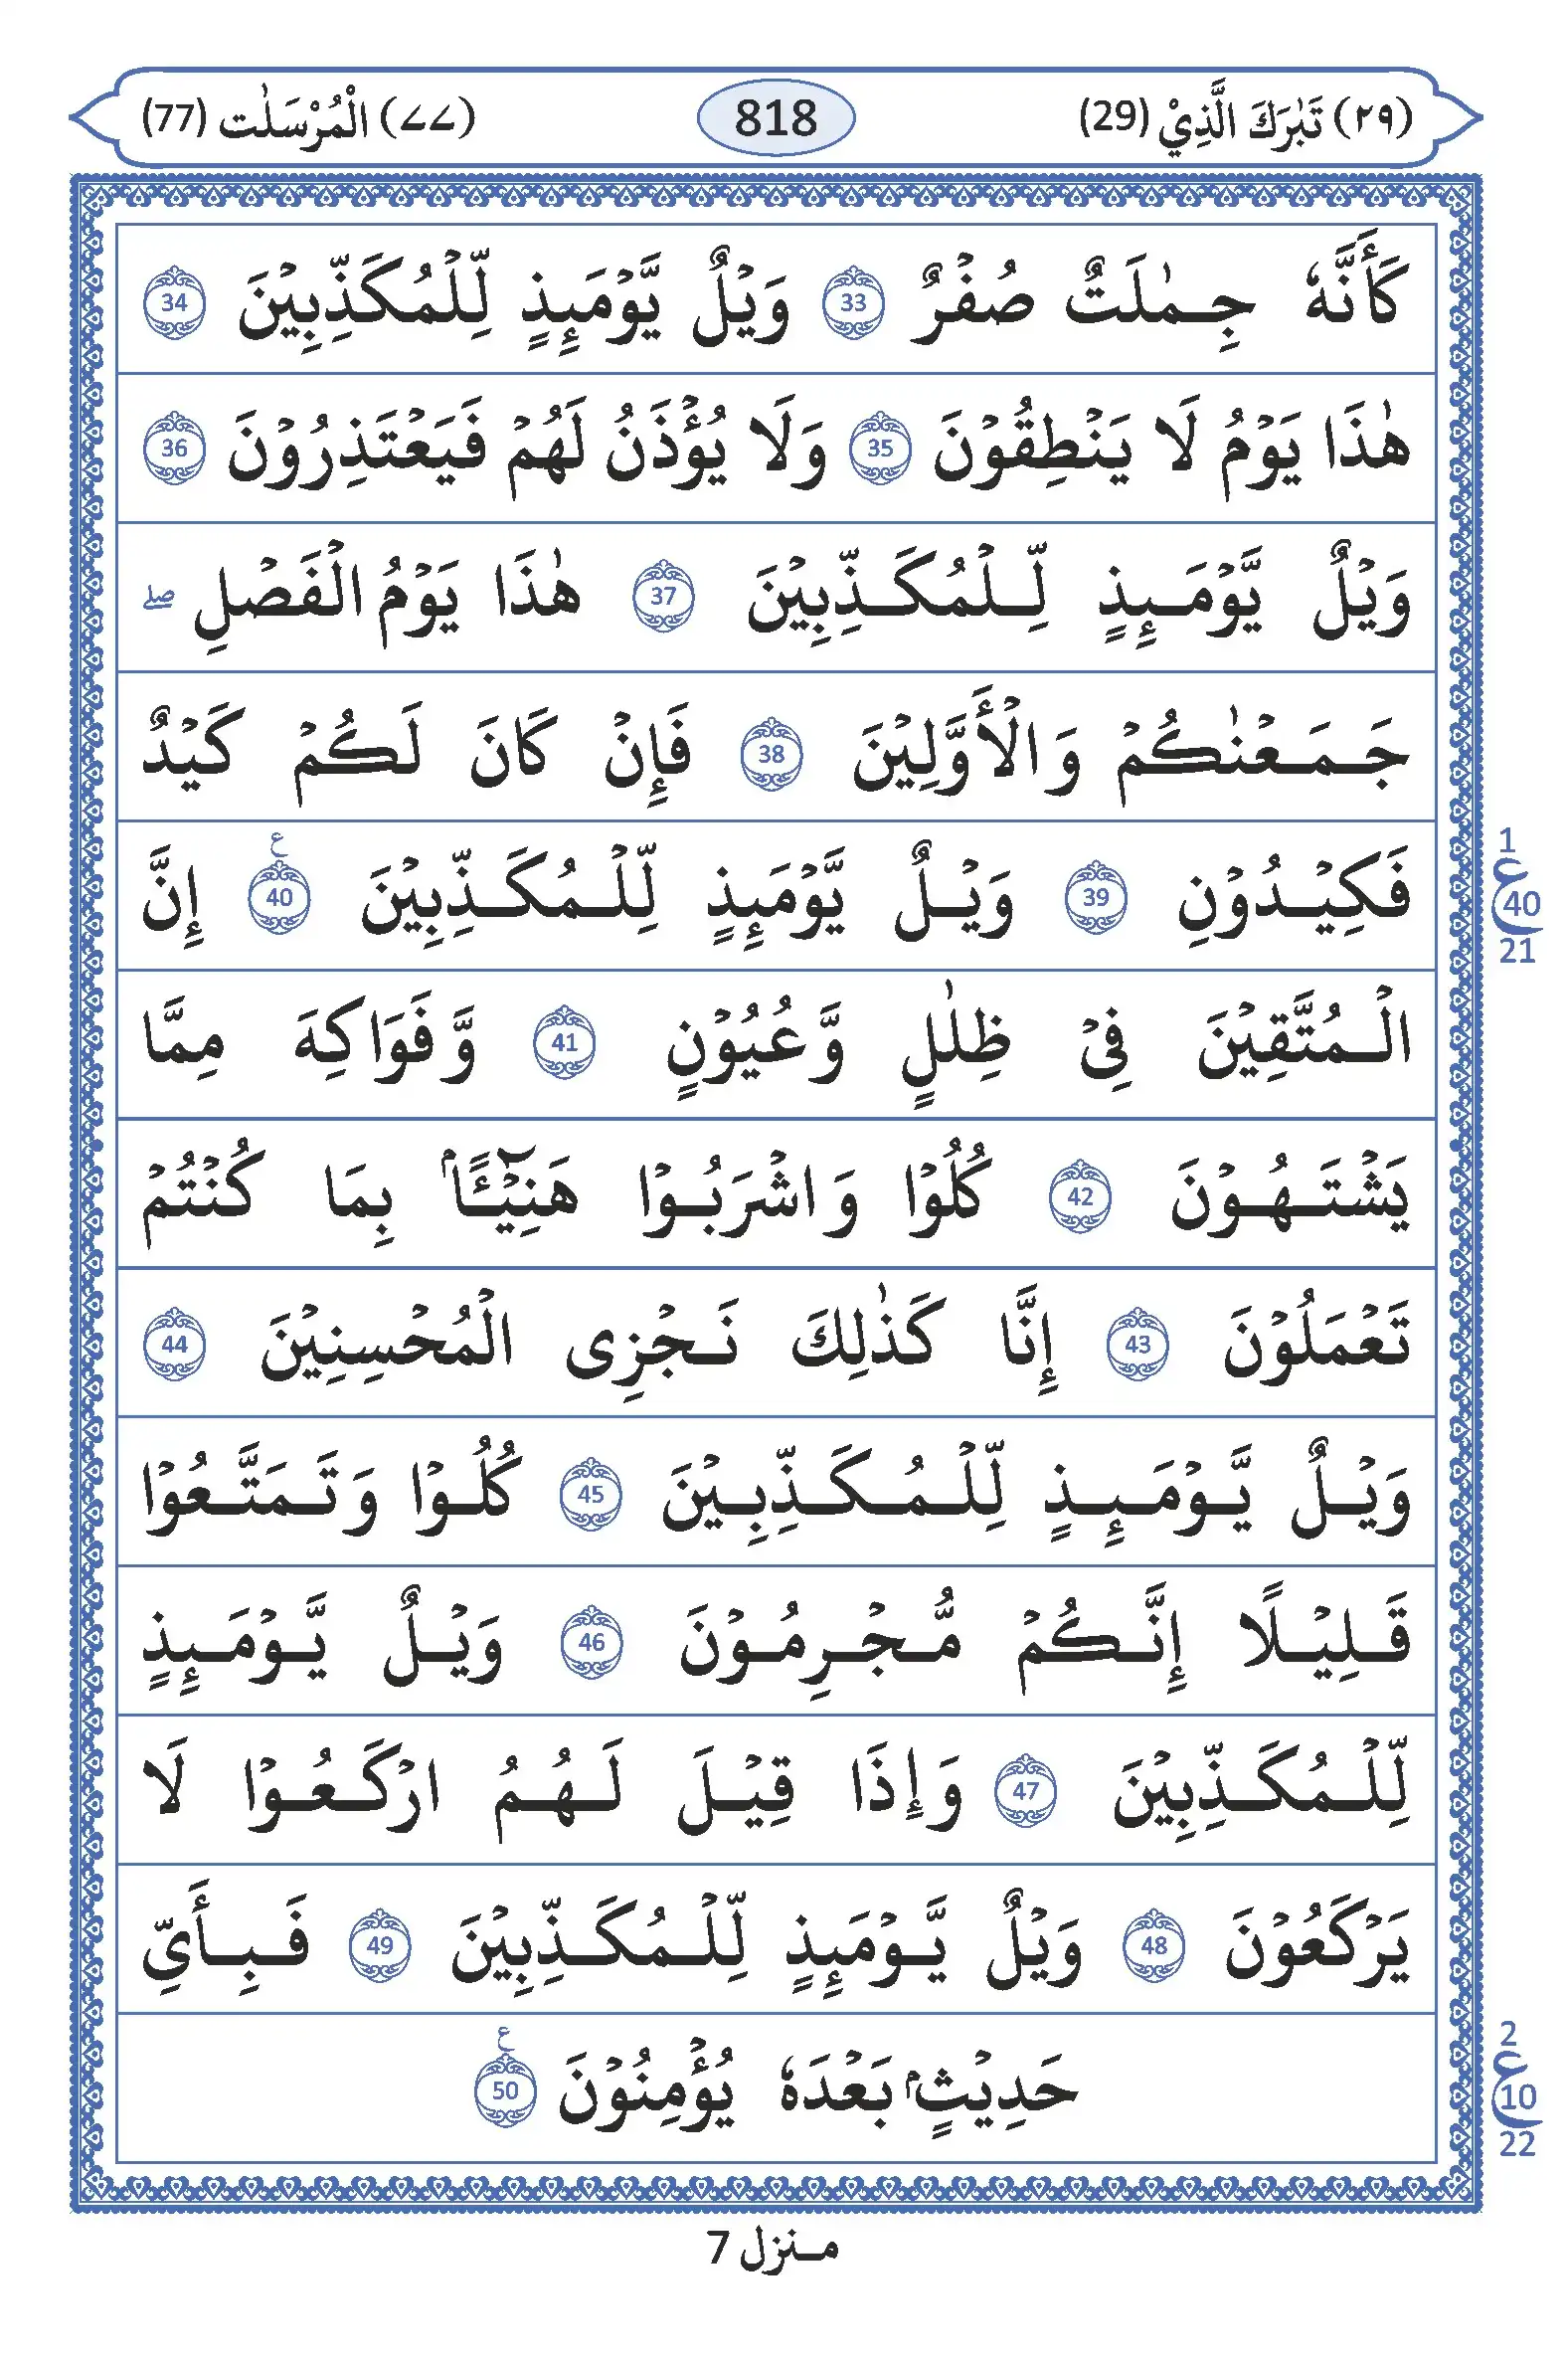 (٢٩) تَبٰرَكَ الَّذِيْ (29) 818 (٧٧) الْمُرْسَلٰت (77)
كَأَنَّهٗ جِمٰلَتٌ صُفْرٌ 33 وَيْلٌ يَّوْمَىِٕذٍ لِّلْمُكَذِّبِيْنَ 34
هٰذَا يَوْمُ لَا يَنْطِقُوْنَ 35 وَلَا يُؤْذَنُ لَهُمْ فَيَعْتَذِرُوْنَ 36
وَيْلٌ يَّوْمَىِٕذٍ لِّلْمُكَذِّبِيْنَ 37 هٰذَا يَوْمُ الْفَصْلِ ۖ
جَمَعْنٰكُمْ وَالْأَوَّلِيْنَ 38 فَإِنْ كَانَ لَكُمْ كَيْدٌ
فَكِيْدُوْنِ 39 وَيْلٌ يَّوْمَىِٕذٍ لِّلْمُكَذِّبِيْنَ 40 ع إِنَّ
1
ع 40
21
الْمُتَّقِيْنَ فِىْ ظِلٰلٍ وَّعُيُوْنٍ 41 وَّفَوَاكِهَ مِمَّا
يَشْتَهُوْنَ 42 كُلُوْا وَاشْرَبُوْا هَنِيْٓـًٔۢا بِمَا كُنْتُمْ
تَعْمَلُوْنَ 43 إِنَّا كَذٰلِكَ نَجْزِى الْمُحْسِنِيْنَ 44
وَيْلٌ يَّوْمَىِٕذٍ لِّلْمُكَذِّبِيْنَ 45 كُلُوْا وَتَمَتَّعُوْا
قَلِيْلًا إِنَّكُمْ مُّجْرِمُوْنَ 46 وَيْلٌ يَّوْمَىِٕذٍ
لِّلْمُكَذِّبِيْنَ 47 وَإِذَا قِيْلَ لَهُمُ ارْكَعُوْا لَا
يَرْكَعُوْنَ 48 وَيْلٌ يَّوْمَىِٕذٍ لِّلْمُكَذِّبِيْنَ 49 فَبِأَيِّ
حَدِيْثٍۭ بَعْدَهٗ يُؤْمِنُوْنَ 50 ع
2
ع 10
22
منزل 7